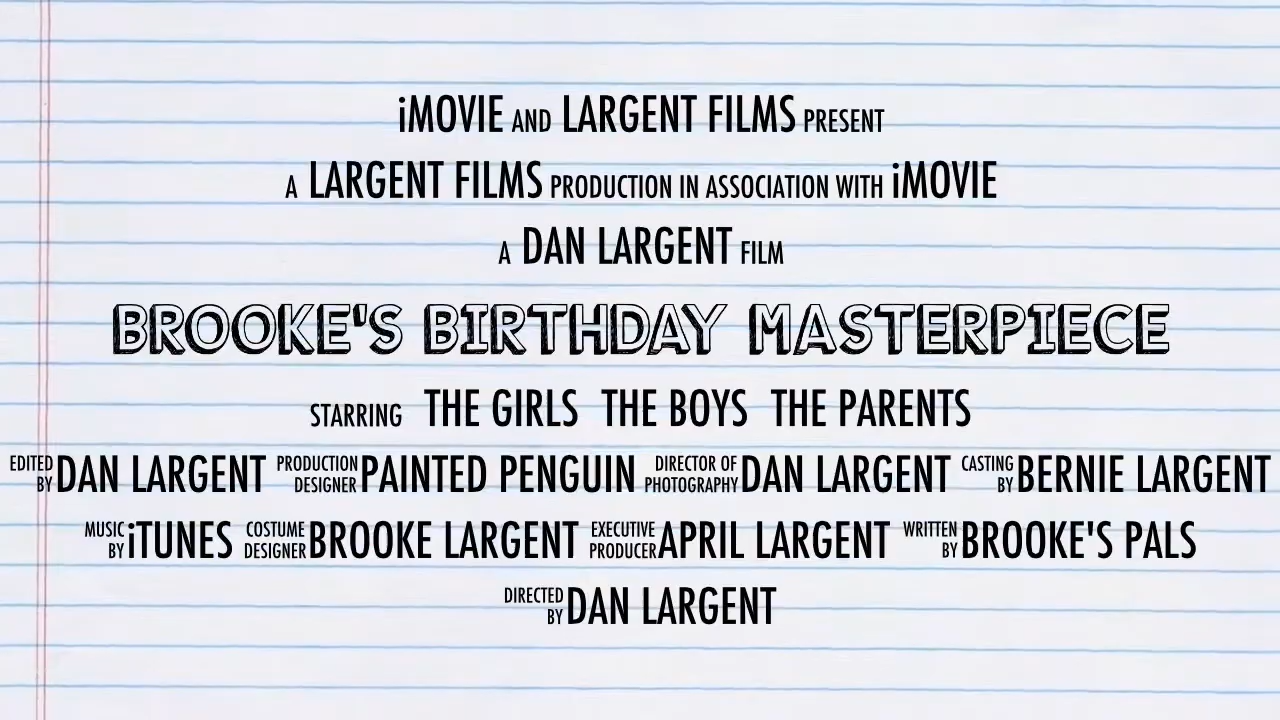 iMOVIE AND LARGENT FILMS PRESENT
A LARGENT FILMS PRODUCTION IN ASSOCIATION WITH iMOVIE
A DAN LARGENT FILM
BROOKE'S BIRTHDAY MASTERPIECE
STARRING THE GIRLS THE BOYS THE PARENTS
EDITED BY DAN LARGENT PRODUCTION DESIGNER PAINTED PENGUIN DIRECTOR OF PHOTOGRAPHY DAN LARGENT CASTING BY BERNIE LARGENT
MUSIC BY iTUNES COSTUME DESIGNER BROOKE LARGENT EXECUTIVE PRODUCER APRIL LARGENT WRITTEN BY BROOKE'S PALS
DIRECTED BY DAN LARGENT